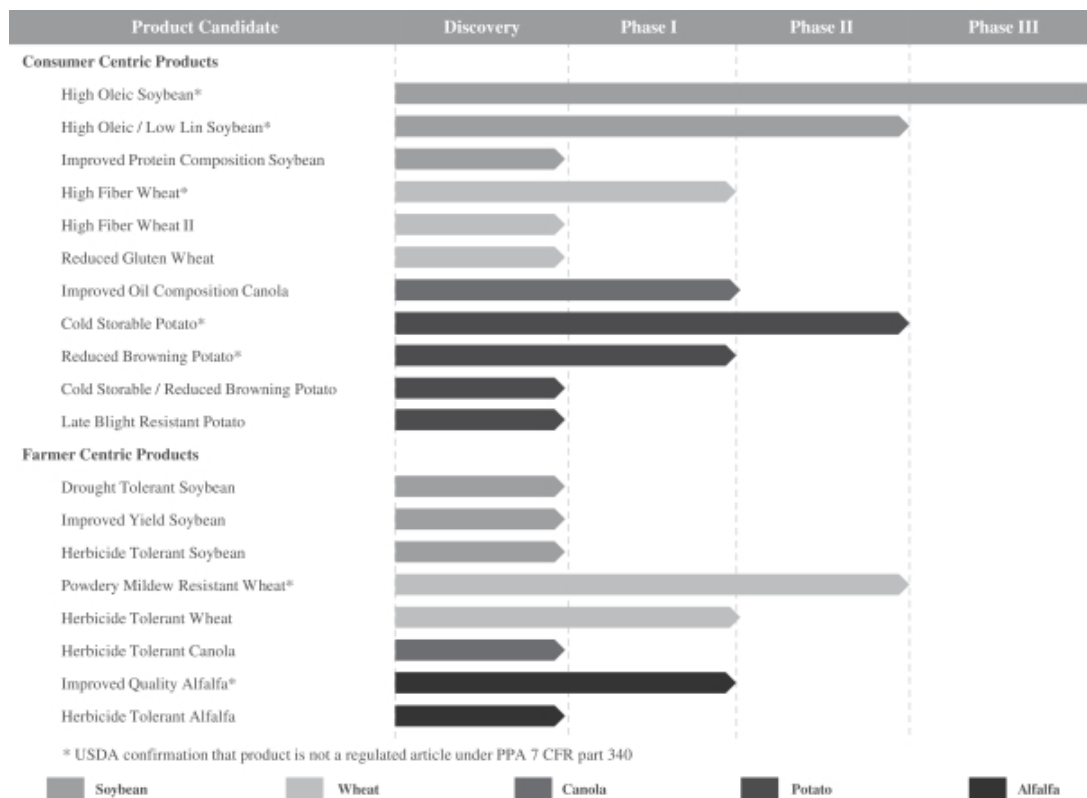 Product Candidate Discovery Phase I Phase II Phase III
Consumer Centric Products
High Oleic Soybean*
High Oleic / Low Lin Soybean*
Improved Protein Composition Soybean
High Fiber Wheat*
High Fiber Wheat II
Reduced Gluten Wheat
Improved Oil Composition Canola
Cold Storable Potato*
Reduced Browning Potato*
Cold Storable / Reduced Browning Potato
Late Blight Resistant Potato
Farmer Centric Products
Drought Tolerant Soybean
Improved Yield Soybean
Herbicide Tolerant Soybean
Powdery Mildew Resistant Wheat*
Herbicide Tolerant Wheat
Herbicide Tolerant Canola
Improved Quality Alfalfa*
Herbicide Tolerant Alfalfa
* USDA confirmation that product is not a regulated article under PPA 7 CFR part 340
Soybean Wheat Canola Potato Alfalfa